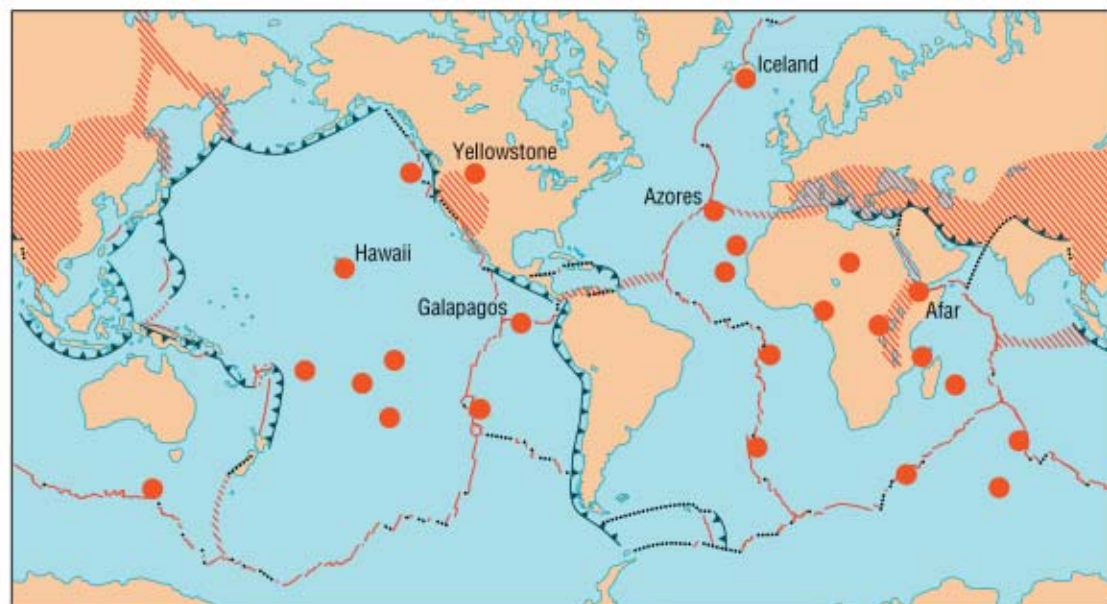 Iceland
Yellowstone
Azores
Hawaii
Galapagos
Afar